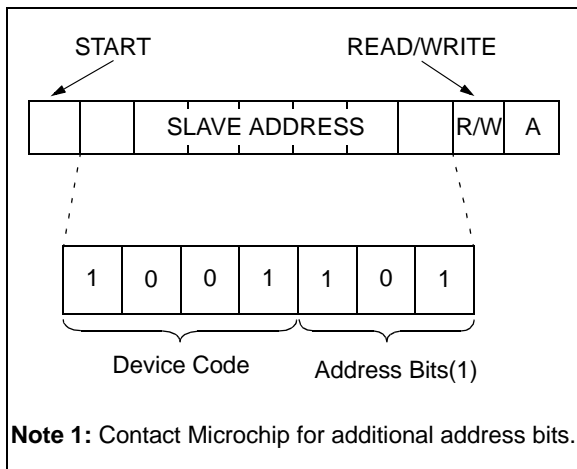 START READ/WRITE
SLAVE ADDRESS R/W A
1 0 0 1 1 0 1
Device Code Address Bits(1)
Note 1: Contact Microchip for additional address bits.